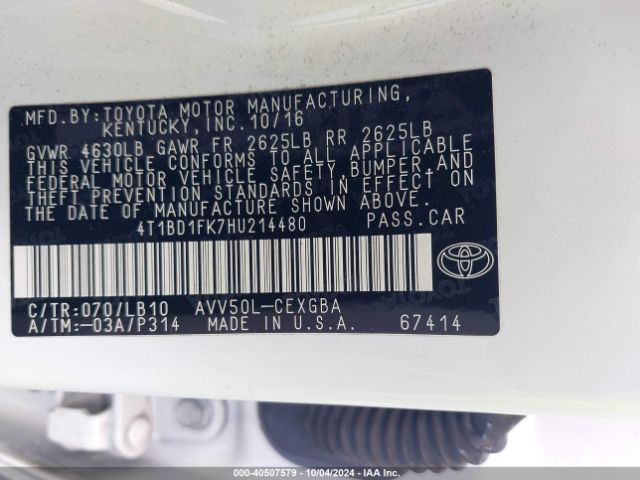 MFD.BY:TOYOTA MOTOR MANUFACTURING,
KENTUCKY, INC. 10/16
GVWR 4630LB GAWR FR 2625LB RR 2625LB
THIS VEHICLE CONFORMS TO ALL APPLICABLE
FEDERAL MOTOR VEHICLE SAFETY,BUMPER,AND
THEFT PREVENTION STANDARDS IN EFFECT ON
THE DATE OF MANUFACTURE SHOWN ABOVE.
4T1BD1FK7HU214480 PASS.CAR
C/TR:070/LB10 AVV50L-CEXGBA
A/TM:-03A/P314 MADE IN U.S.A. 67414
000-40507579 - 10/04/2024 - IAA Inc.